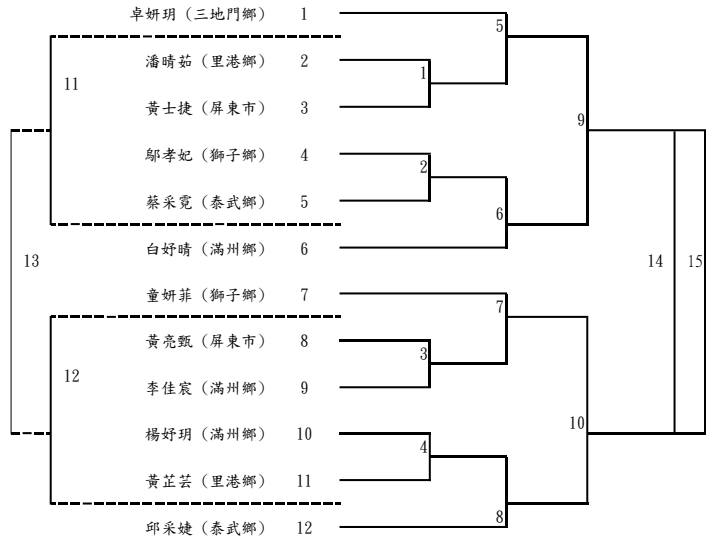 卓妍玥（三地門鄉） 1
5
潘晴茹（里港鄉） 2
11
1
黃士捷（屏東市） 3
9
鄔孝妃（獅子鄉） 4
2
蔡采霓（泰武鄉） 5
6
白妤晴（滿州鄉） 6
13
14 15
童妍菲（獅子鄉） 7
7
黃亮甄（屏東市） 8
3
12
李佳宸（滿州鄉） 9
10
楊妤玥（滿州鄉） 10
4
黃芷芸（里港鄉） 11
8
邱采婕（泰武鄉） 12